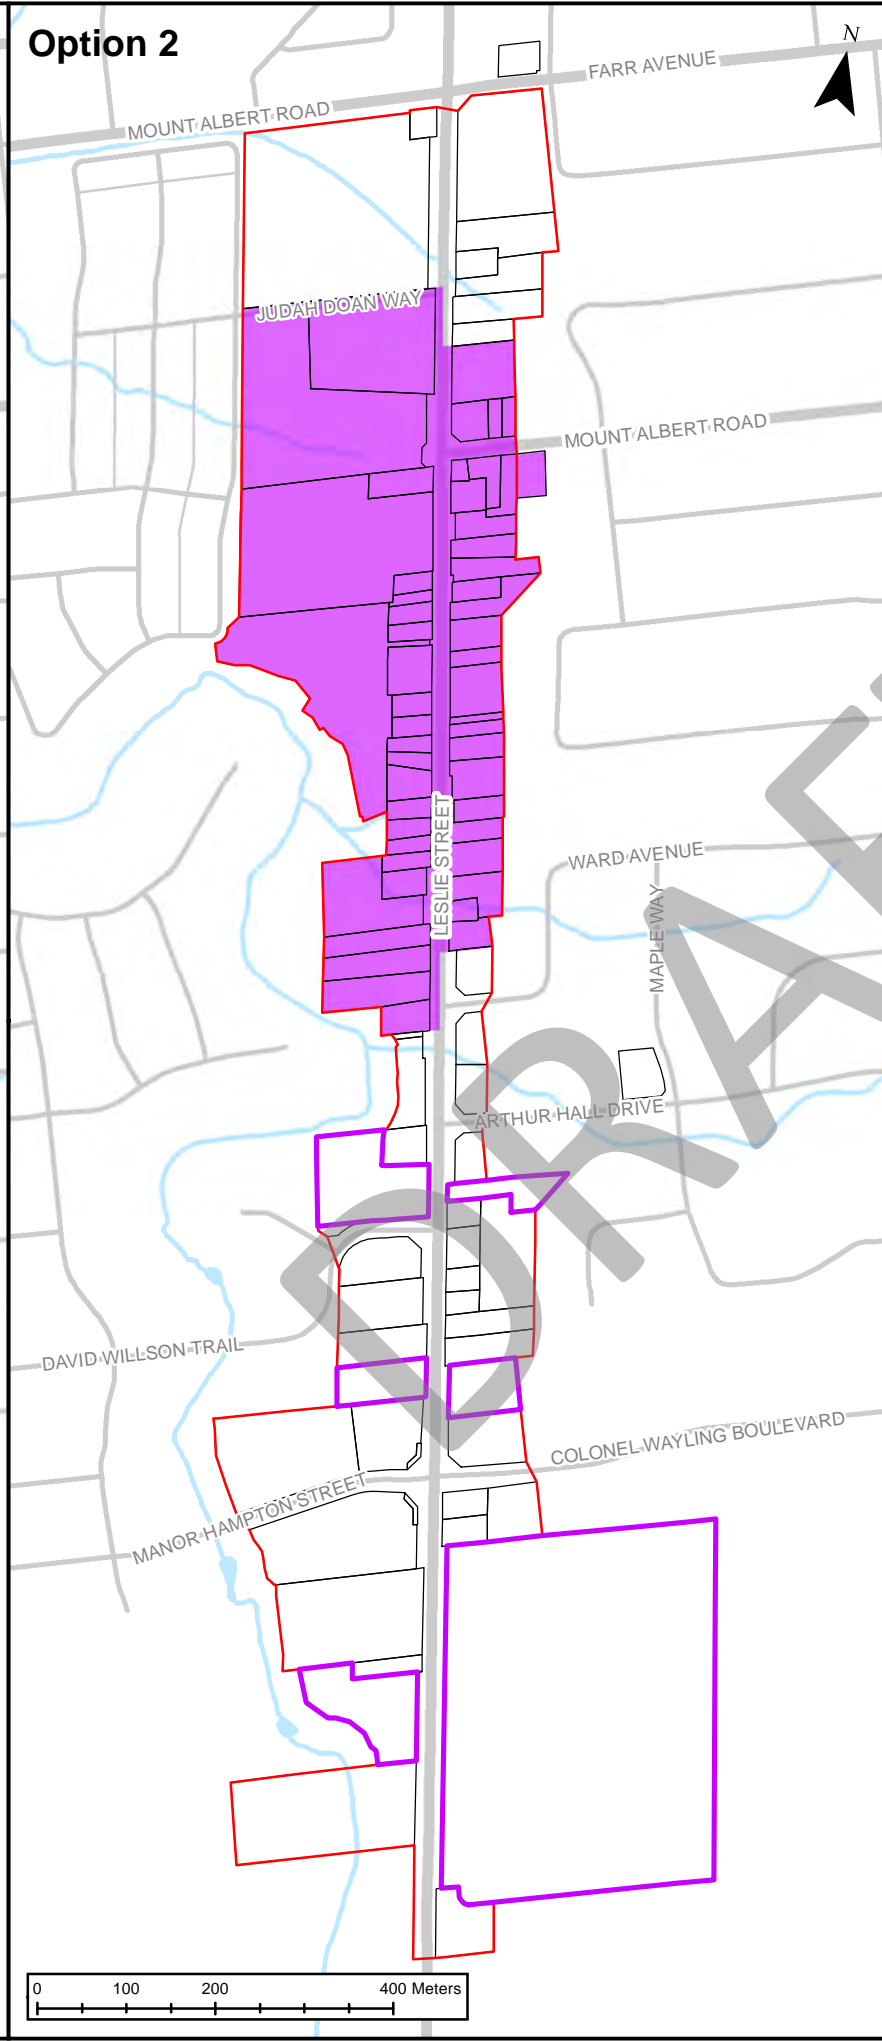 Option 2
N
FARR AVENUE
MOUNT ALBERT ROAD
JUDAH DOAN WAY
MOUNT ALBERT ROAD
LESLIE STREET
WARD AVENUE
MAPLE WAY
ARTHUR HALL DRIVE
DAVID WILLSON TRAIL
COLONEL WAYLING BOULEVARD
MANOR HAMPTON STREET
0 100 200 400 Meters